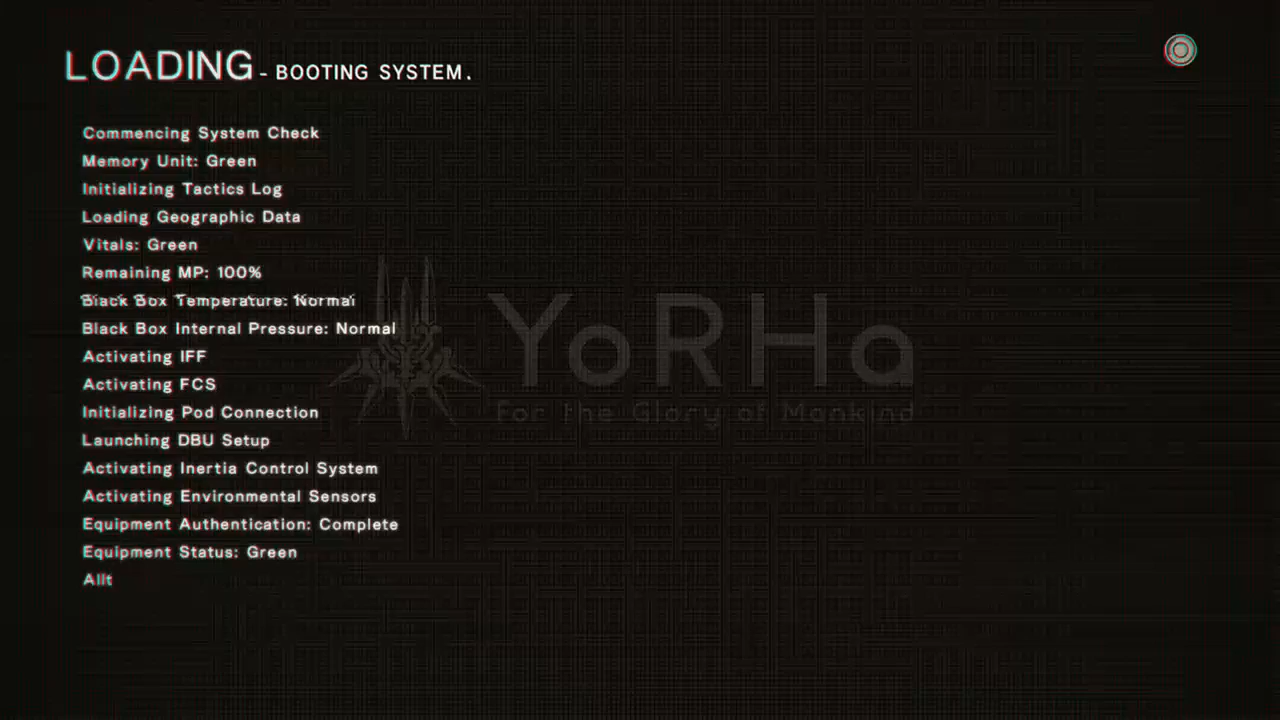 LOADING - BOOTING SYSTEM.
Commencing System Check
Memory Unit: Green
Initializing Tactics Log
Loading Geographic Data
Vitals: Green
Remaining MP: 100%
Black Box Temperature: Normal
Black Box Internal Pressure: Normal
Activating IFF
Activating FCS
Initializing Pod Connection
Launching DBU Setup
Activating Inertia Control System
Activating Environmental Sensors
Equipment Authentication: Complete
Equipment Status: Green
Allt
YoRHa
For the Glory of Mankind